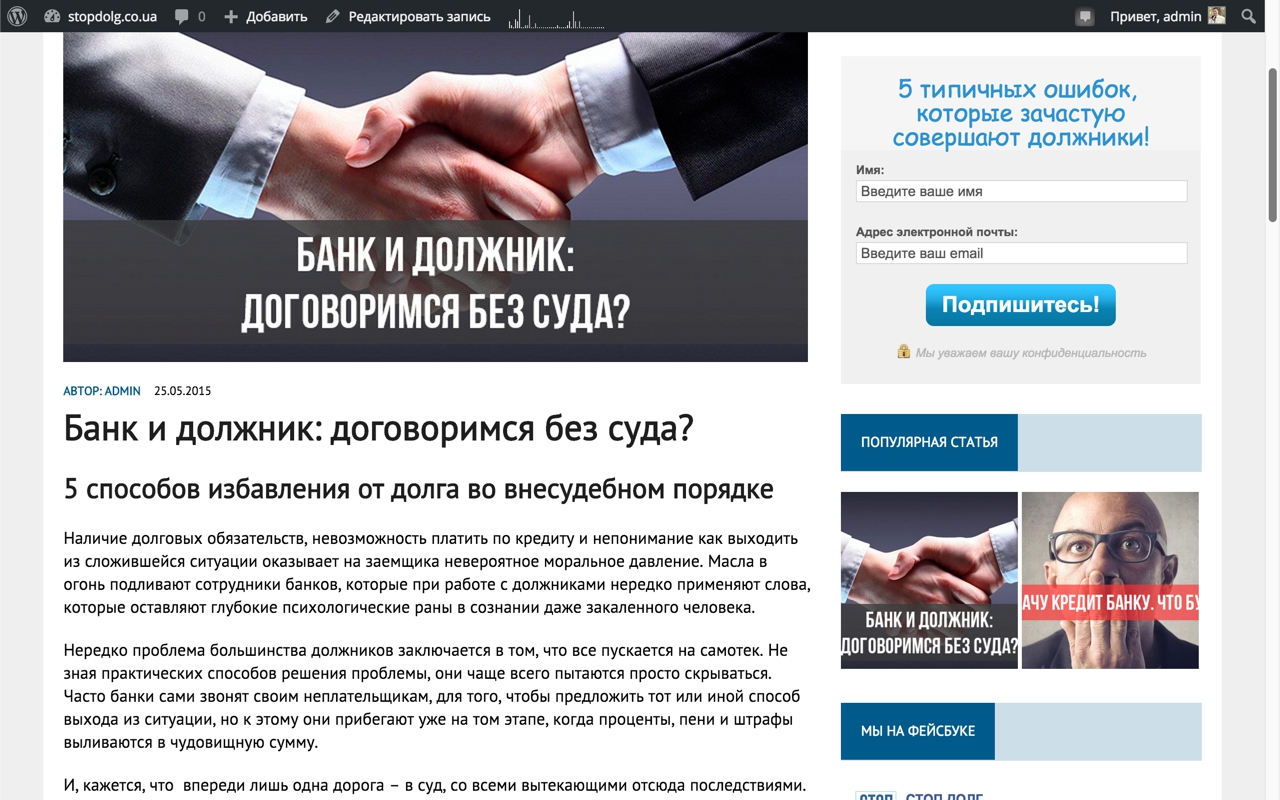 stopdolg.co.ua
0
Добавить
Редактировать запись
Привет, admin
БАНК И ДОЛЖНИК:
ДОГОВОРИМСЯ БЕЗ СУДА?
АВТОР: ADMIN 25.05.2015
Банк и должник: договоримся без суда?
5 способов избавления от долга во внесудебном порядке
Наличие долговых обязательств, невозможность платить по кредиту и непонимание как выходить
из сложившейся ситуации оказывает на заемщика невероятное моральное давление. Масла в
огонь подливают сотрудники банков, которые при работе с должниками нередко применяют слова,
которые оставляют глубокие психологические раны в сознании даже закаленного человека.
Нередко проблема большинства должников заключается в том, что все пускается на самотек. Не
зная практических способов решения проблемы, они чаще всего пытаются просто скрываться.
Часто банки сами звонят своим неплательщикам, для того, чтобы предложить тот или иной способ
выхода из ситуации, но к этому они прибегают уже на том этапе, когда проценты, пени и штрафы
выливаются в чудовищную сумму.
И, кажется, что  впереди лишь одна дорога – в суд, со всеми вытекающими отсюда последствиями.
5 типичных ошибок,
которые зачастую
совершают должники!
Имя:
Введите ваше имя
Адрес электронной почты:
Введите ваш email
Подпишитесь!
Мы уважаем вашу конфиденциальность
ПОПУЛЯРНАЯ СТАТЬЯ
БАНК И ДОЛЖНИК:
ДОГОВОРИМСЯ БЕЗ СУДА?
АЧУ КРЕДИТ БАНКУ. ЧТО БУ
МЫ НА ФЕЙСБУКЕ
СТОП СТОП ДОЛГ